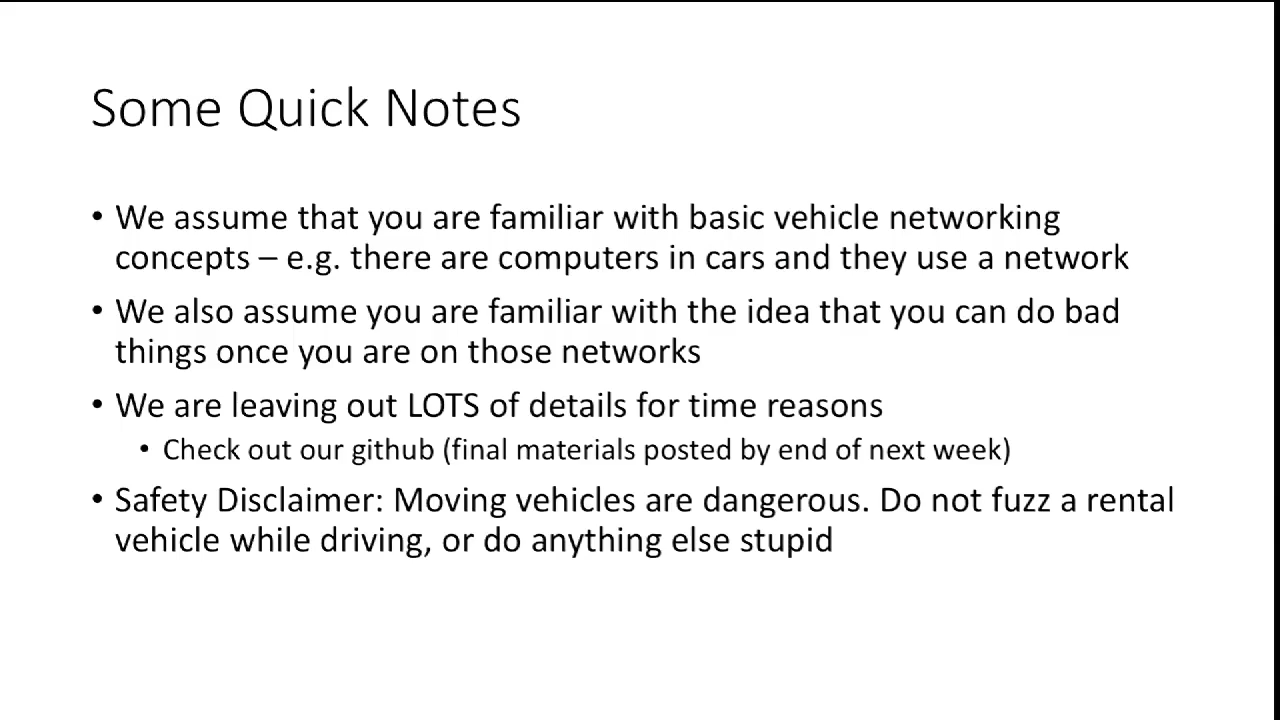 Some Quick Notes
• We assume that you are familiar with basic vehicle networking
concepts – e.g. there are computers in cars and they use a network
• We also assume you are familiar with the idea that you can do bad
things once you are on those networks
• We are leaving out LOTS of details for time reasons
• Check out our github (final materials posted by end of next week)
• Safety Disclaimer: Moving vehicles are dangerous. Do not fuzz a rental
vehicle while driving, or do anything else stupid